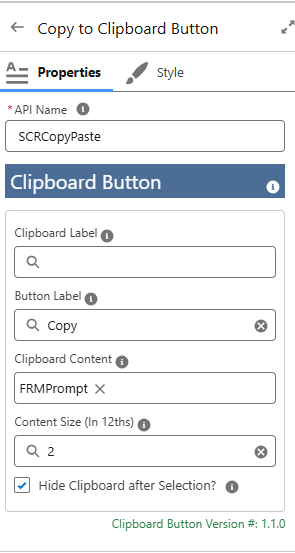 Copy to Clipboard Button
Properties
Style
* API Name
SCRCopyPaste
Clipboard Button
Clipboard Label
Button Label
Copy
Clipboard Content
FRMPrompt
Content Size (In 12ths)
2
Hide Clipboard after Selection?
Clipboard Button Version #: 1.1.0